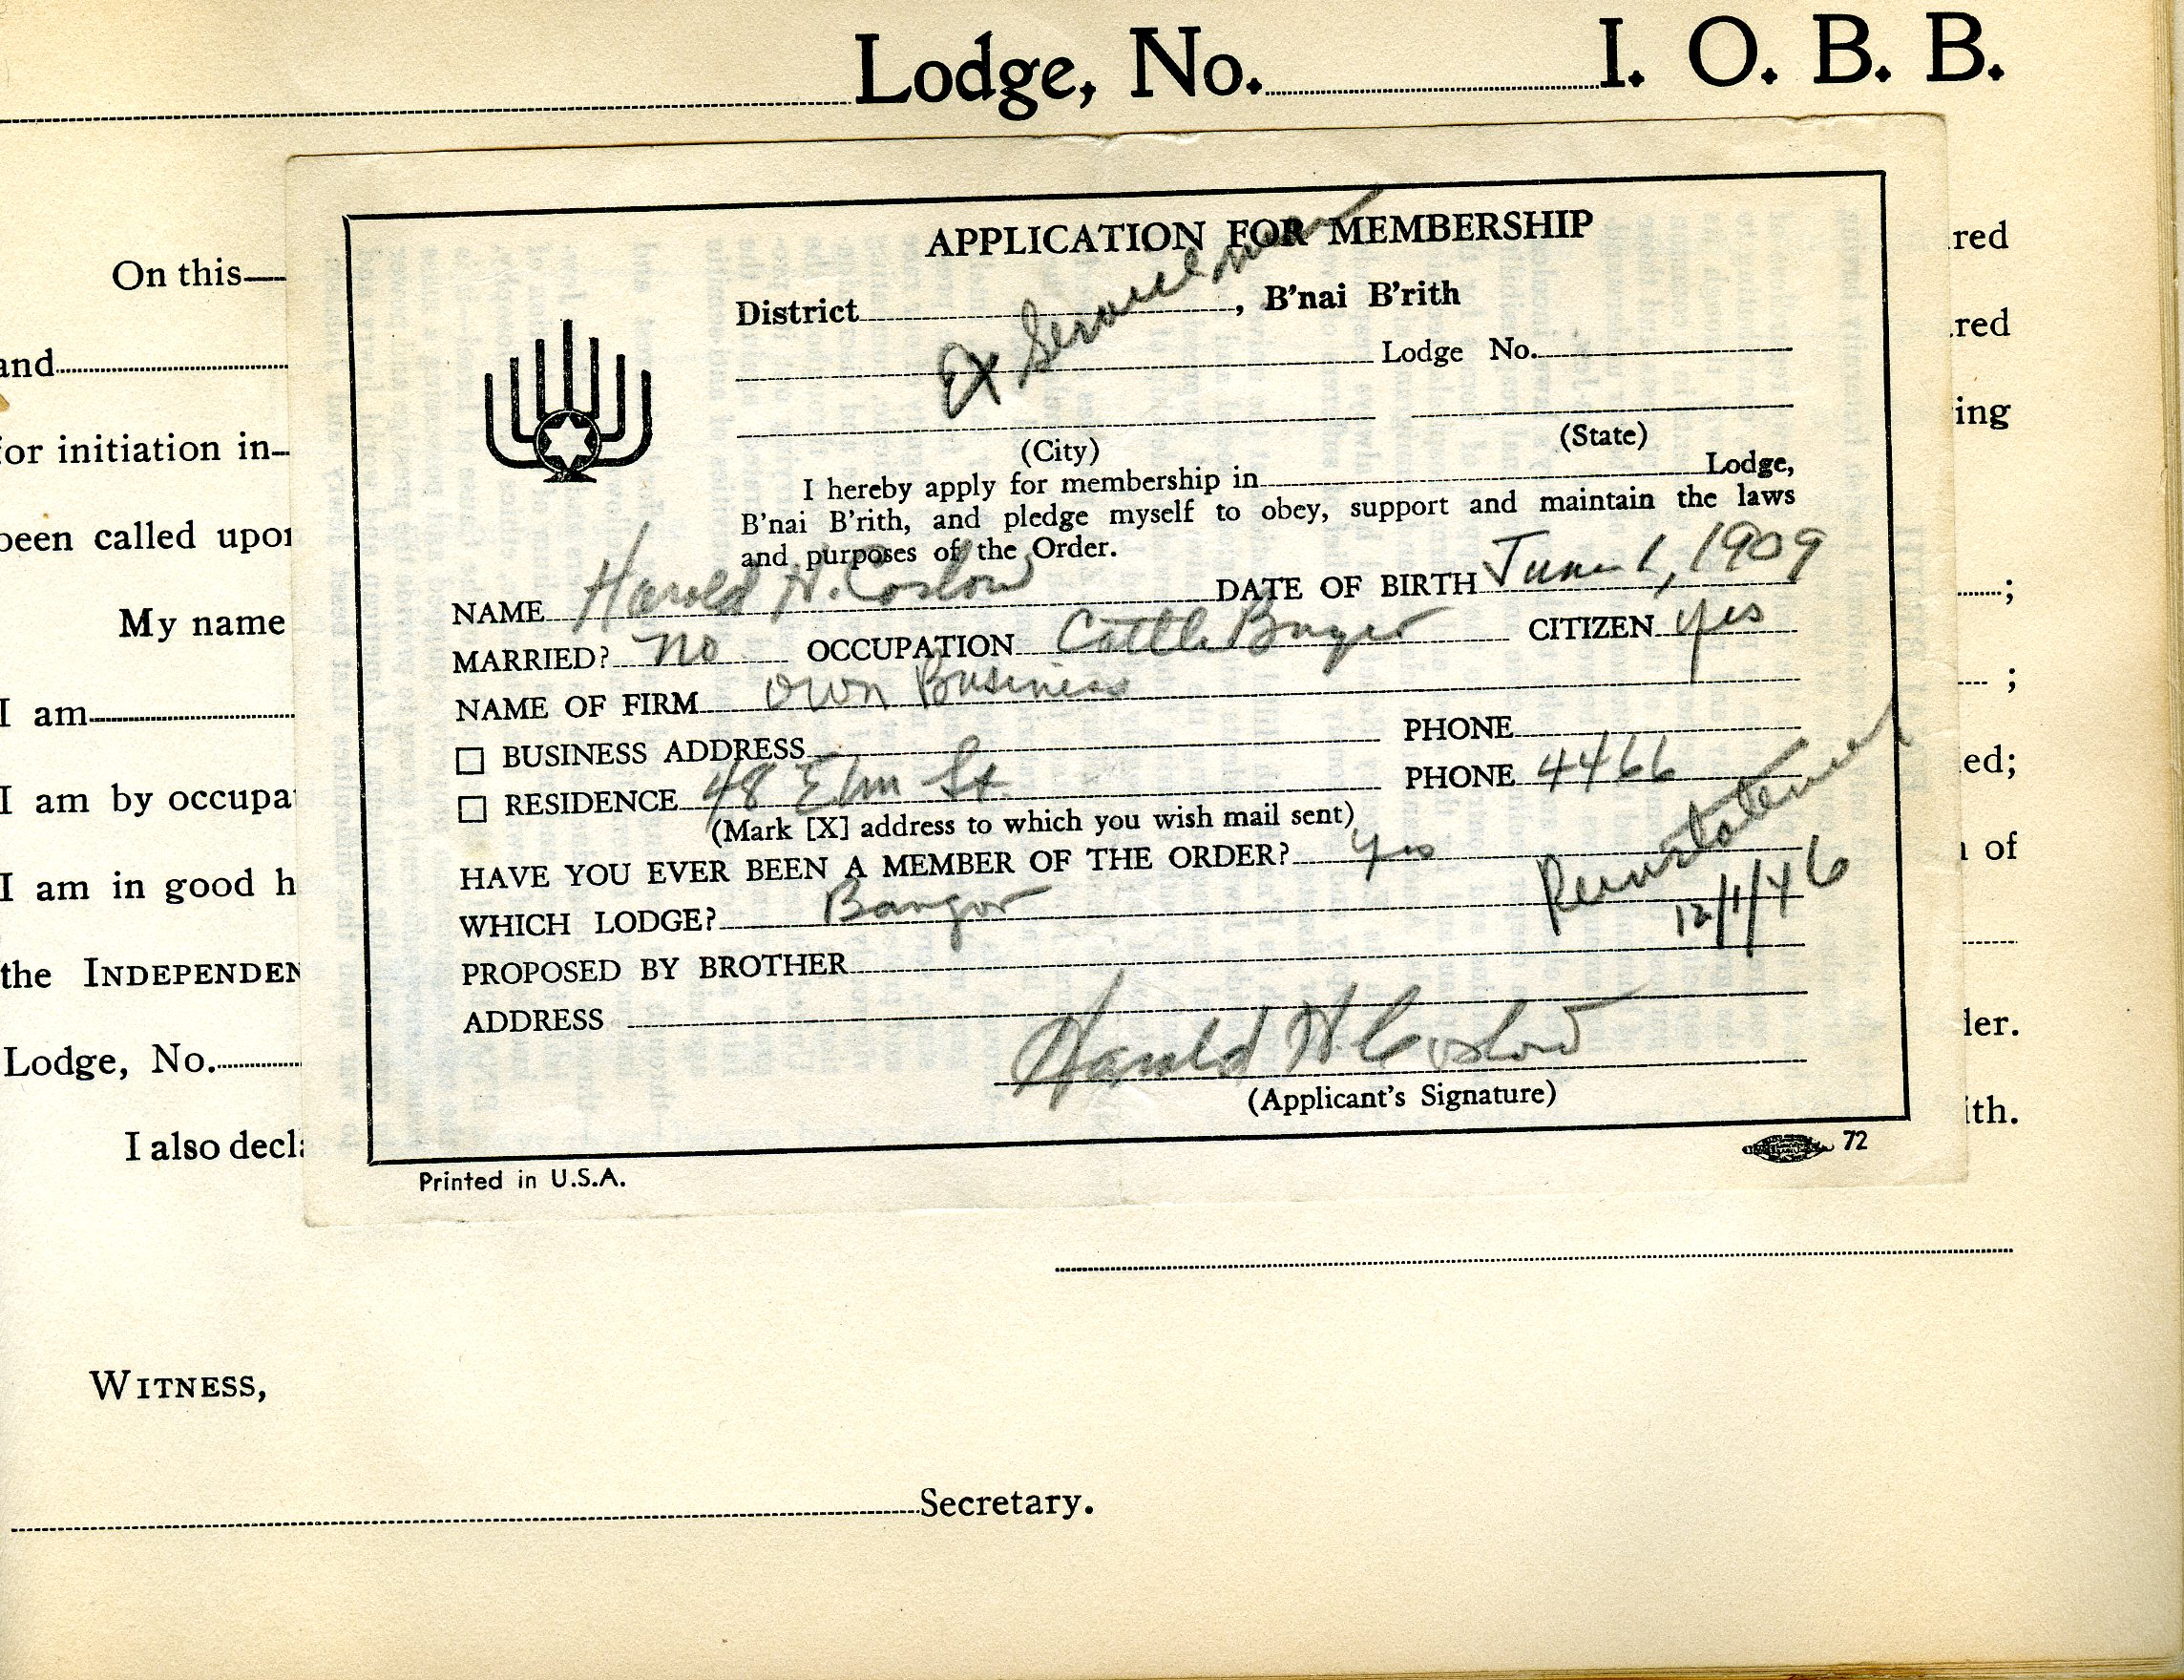 Lodge, No. I. O. B. B.
APPLICATION FOR MEMBERSHIP
Ex Serviceman
District , B'nai B'rith
Lodge No.
(City) (State)
I hereby apply for membership in Lodge,
B'nai B'rith, and pledge myself to obey, support and maintain the laws
and purposes of the Order.
NAME Harold H. Coslow DATE OF BIRTH June 1, 1909
MARRIED? no OCCUPATION Cattle Buyer CITIZEN yes
NAME OF FIRM own Business
BUSINESS ADDRESS PHONE
RESIDENCE 48 Elm St. PHONE 4466
(Mark [X] address to which you wish mail sent)
HAVE YOU EVER BEEN A MEMBER OF THE ORDER? yes
Reinstatement
12/1/46
WHICH LODGE? Bangor
PROPOSED BY BROTHER
ADDRESS
Harold H Coslow
(Applicant's Signature)
72
Printed in U.S.A.
On this red
and red
for initiation in ing
been called upon
My name ;
I am ;
I am by occupa ed;
I am in good h of
the INDEPENDEN
Lodge, No. der.
I also decla ith.
WITNESS,
Secretary.